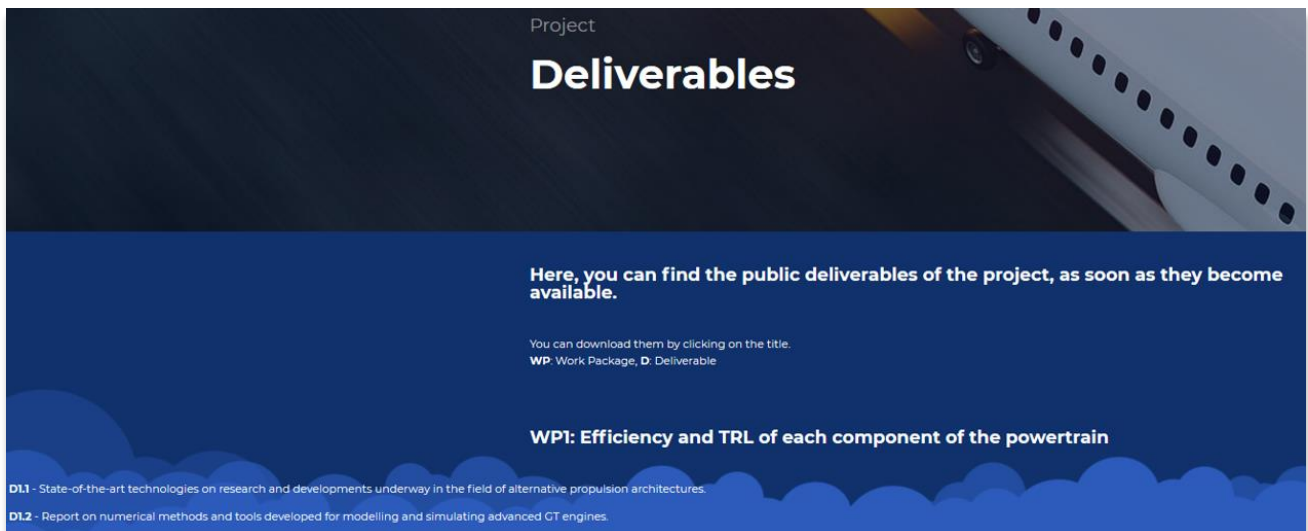 Project
Deliverables
Here, you can find the public deliverables of the project, as soon as they become
available.
You can download them by clicking on the title.
WP: Work Package, D: Deliverable
WP1: Efficiency and TRL of each component of the powertrain
D1.1 - State-of-the-art technologies on research and developments underway in the field of alternative propulsion architectures.
D1.2 - Report on numerical methods and tools developed for modelling and simulating advanced GT engines.